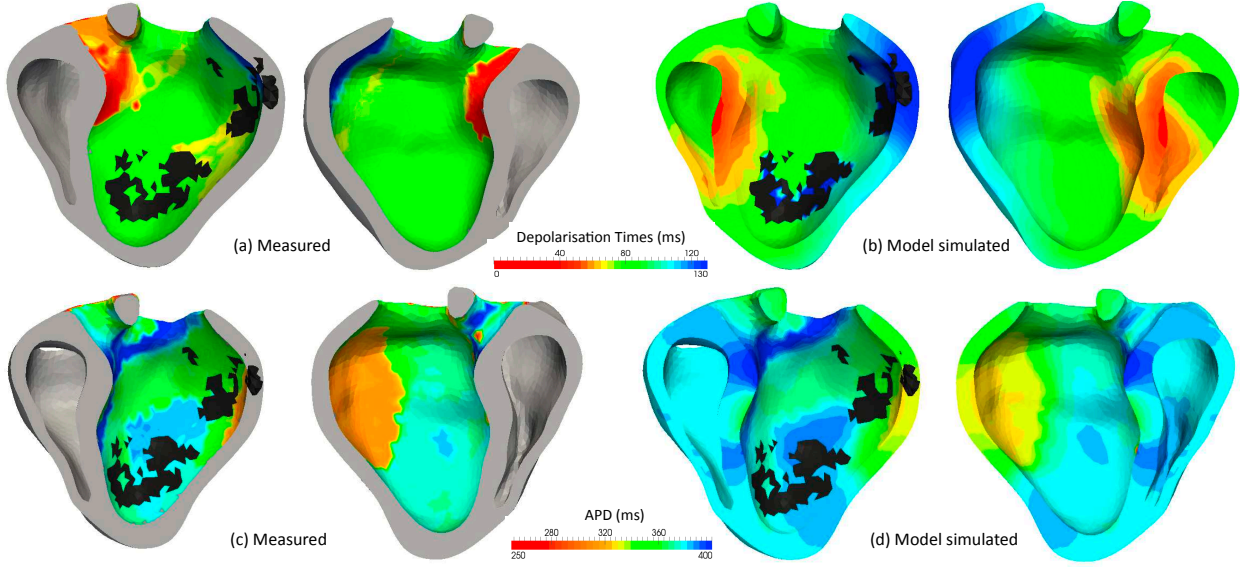 (a) Measured
Depolarisation Times (ms)
40 80 120
0 130
(b) Model simulated
(c) Measured
APD (ms)
280 320 360 400
250
(d) Model simulated